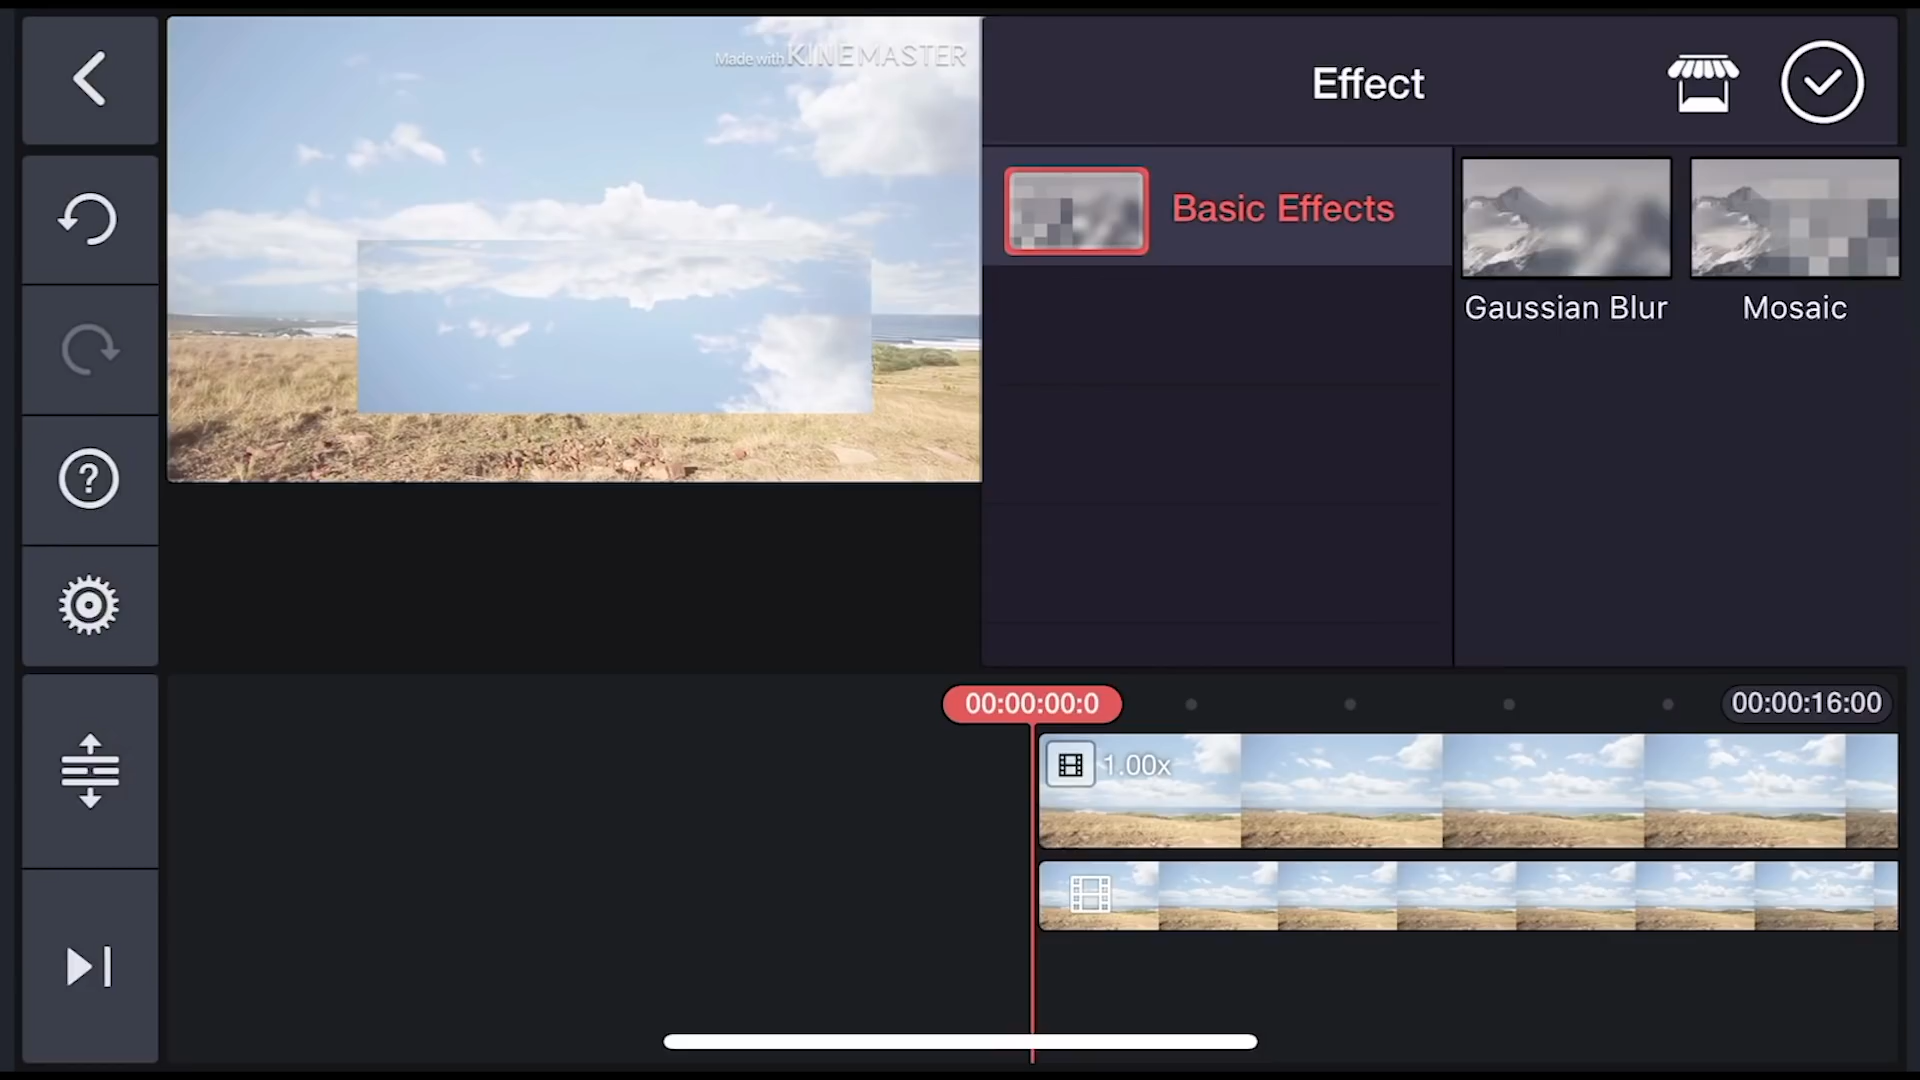 Made with KINEMASTER
Effect
Basic Effects
Gaussian Blur
Mosaic
00:00:00:0
00:00:16:00
1.00x